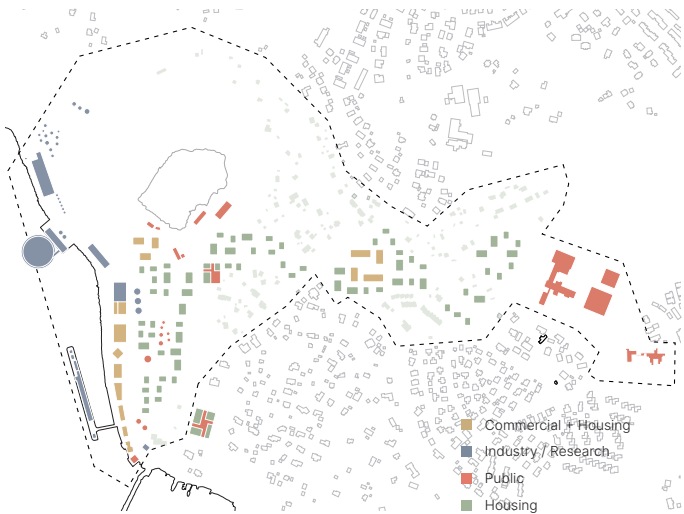 Commercial + Housing
Industry / Research
Public
Housing